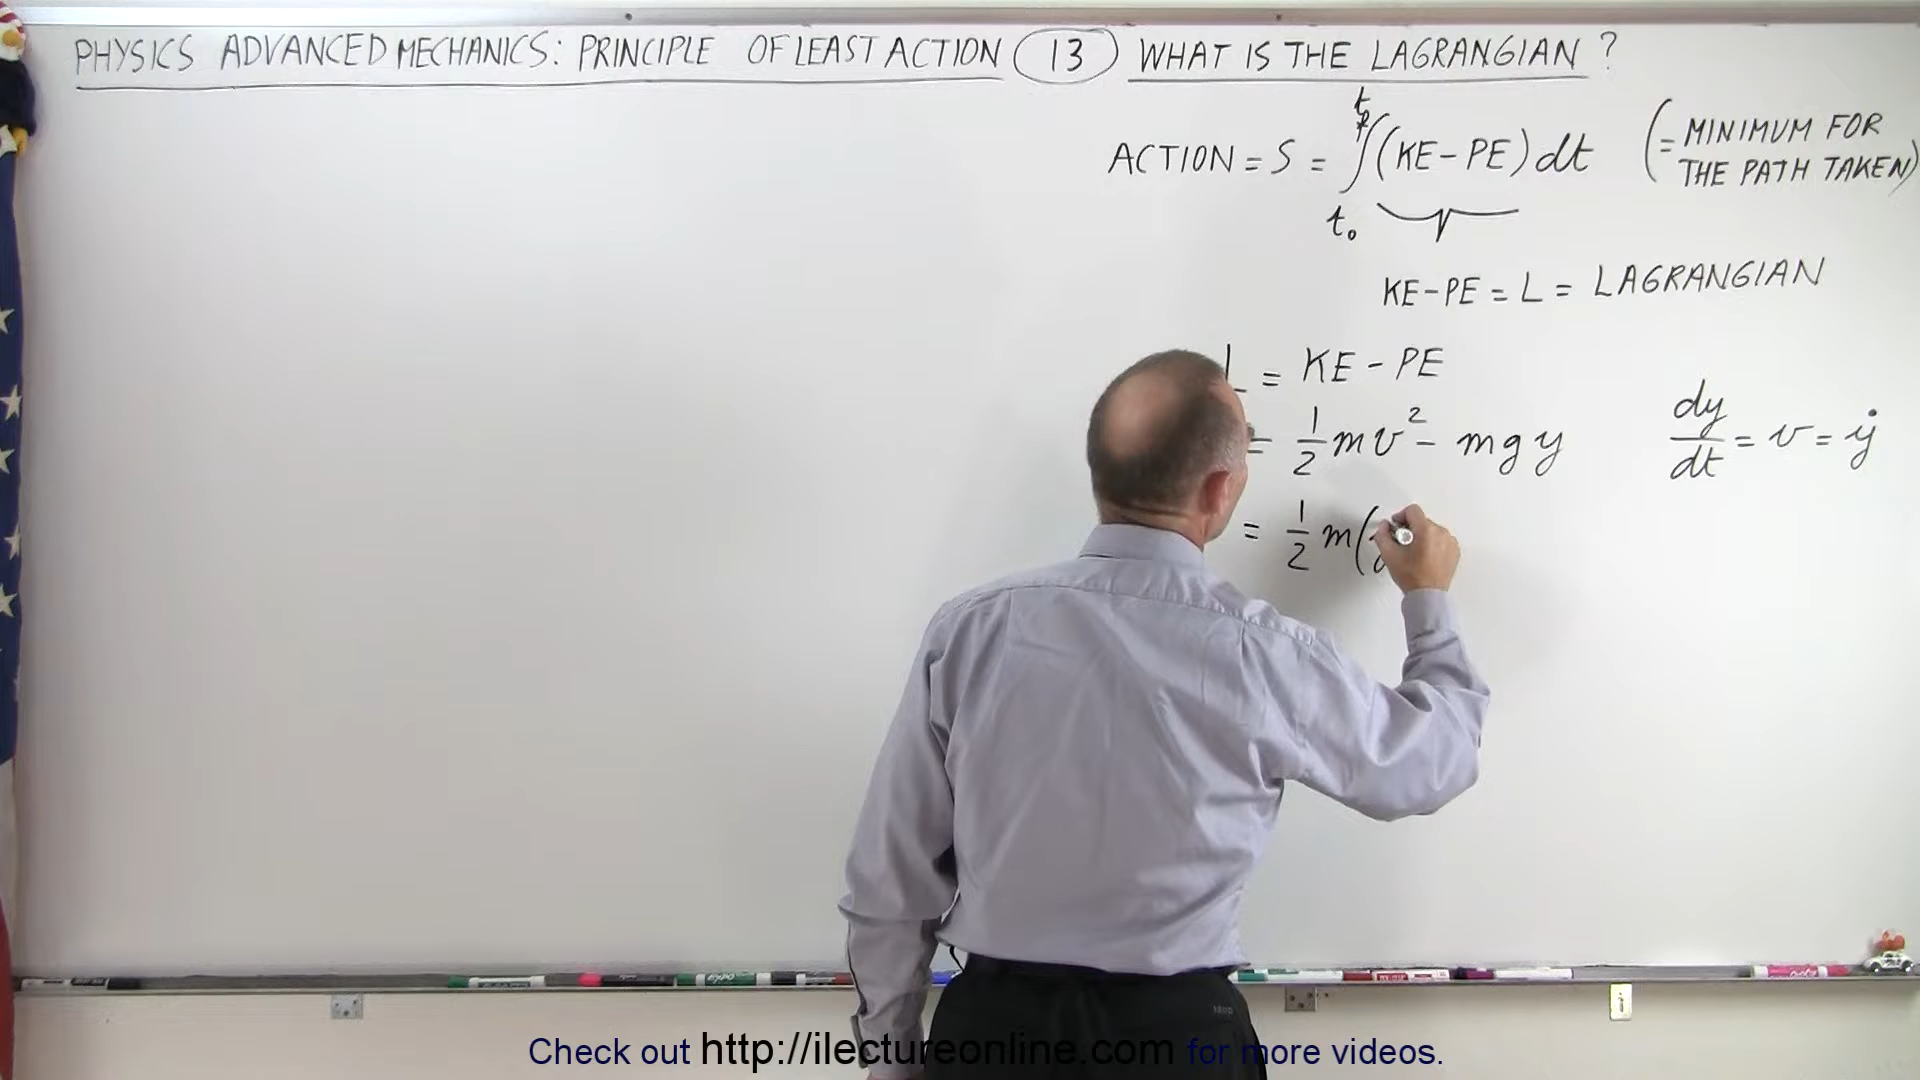 PHYSICS ADVANCED MECHANICS: PRINCIPLE OF LEAST ACTION 13 WHAT IS THE LAGRANGIAN ?
ACTION = S = ∫ t₀ (KE - PE) dt (= MINIMUM FOR
THE PATH TAKEN)
KE - PE = L = LAGRANGIAN
L = KE - PE
= 1/2 m v² - m g y
dy/dt = v = ẏ
= 1/2 m (
Check out http://ilectureonline.com for more videos.